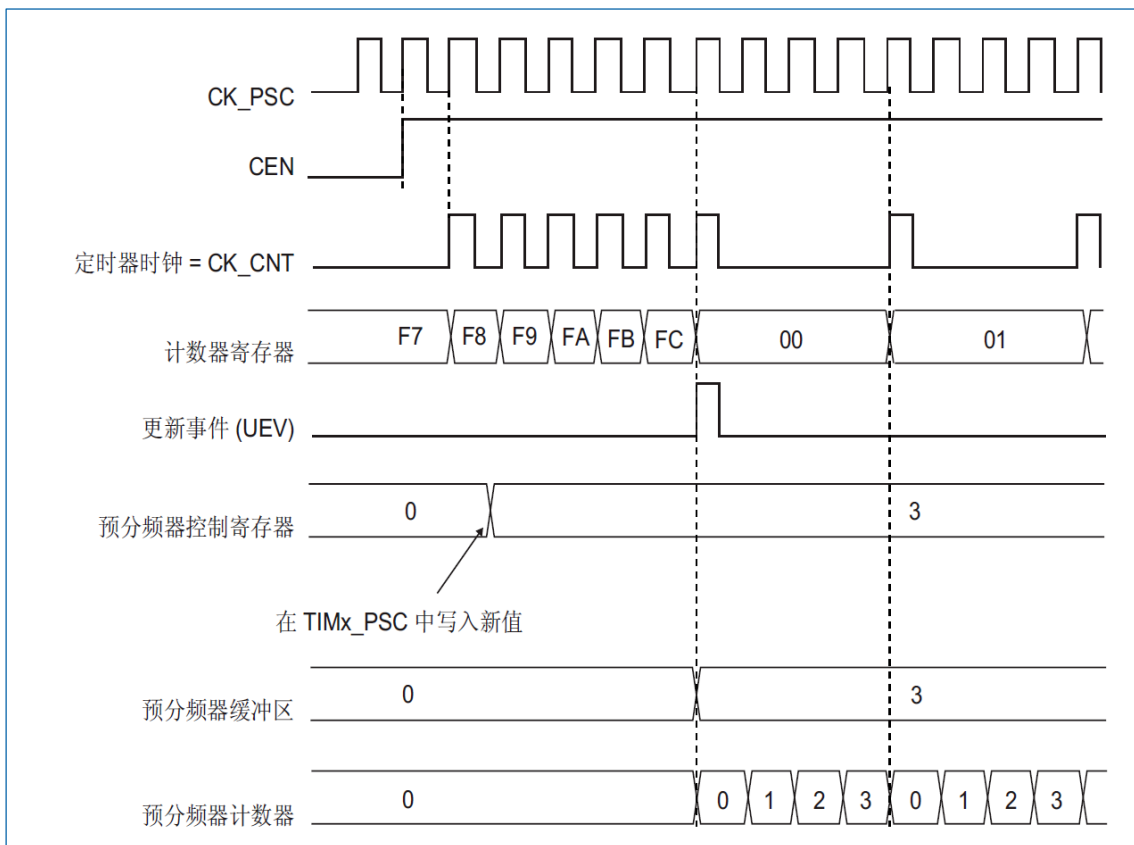 CK_PSC
CEN
定时器时钟 = CK_CNT
计数器寄存器 F7 F8 F9 FA FB FC 00 01
更新事件 (UEV)
预分频器控制寄存器 0 3
在 TIMx_PSC 中写入新值
预分频器缓冲区 0 3
预分频器计数器 0 0 1 2 3 0 1 2 3